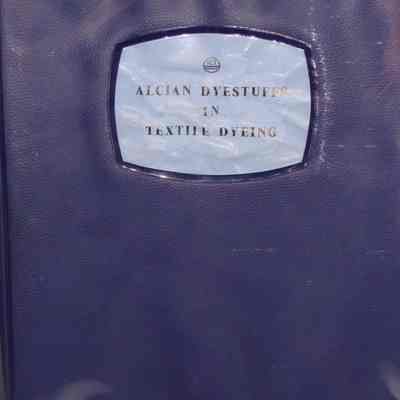 ALCIAN DYESTUFFS
IN
TEXTILE DYEING